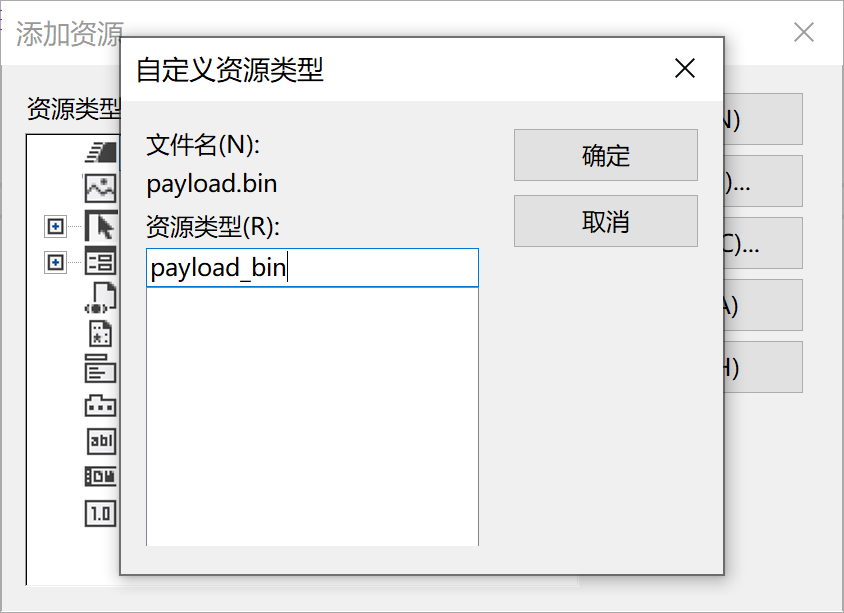 添加资源
自定义资源类型
资源类型
文件名(N):
payload.bin
资源类型(R):
payload_bin
确定
取消
N)
)...
C)...
A)
H)
abl
1.0